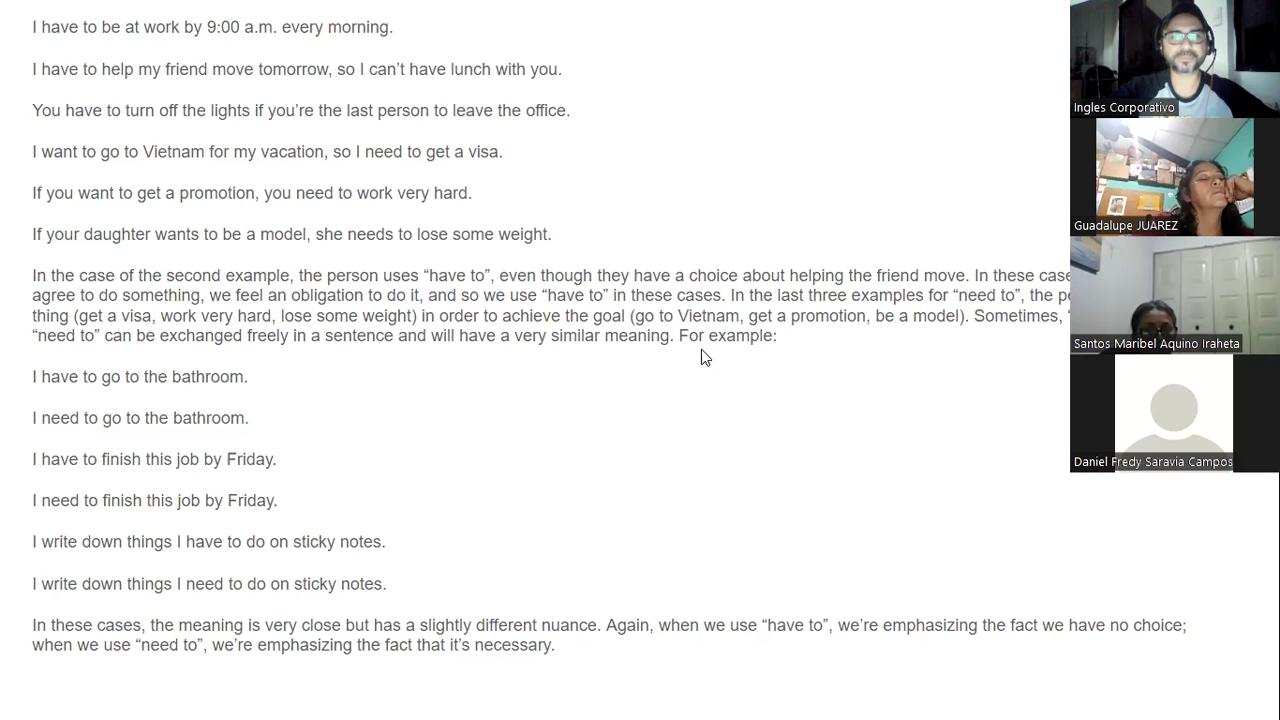 I have to be at work by 9:00 a.m. every morning.
I have to help my friend move tomorrow, so I can’t have lunch with you.
You have to turn off the lights if you’re the last person to leave the office.
I want to go to Vietnam for my vacation, so I need to get a visa.
If you want to get a promotion, you need to work very hard.
If your daughter wants to be a model, she needs to lose some weight.
In the case of the second example, the person uses “have to”, even though they have a choice about helping the friend move. In these
agree to do something, we feel an obligation to do it, and so we use “have to” in these cases. In the last three examples for “need to”, the
thing (get a visa, work very hard, lose some weight) in order to achieve the goal (go to Vietnam, get a promotion, be a model). Sometimes,
“need to” can be exchanged freely in a sentence and will have a very similar meaning. For example:
I have to go to the bathroom.
I need to go to the bathroom.
I have to finish this job by Friday.
I need to finish this job by Friday.
I write down things I have to do on sticky notes.
I write down things I need to do on sticky notes.
In these cases, the meaning is very close but has a slightly different nuance. Again, when we use “have to”, we’re emphasizing the fact we have no choice;
when we use “need to”, we’re emphasizing the fact that it’s necessary.
Ingles Corporativo
Guadalupe JUAREZ
Santos Maribel Aquino Iraheta
Daniel Fredy Saravia Campos